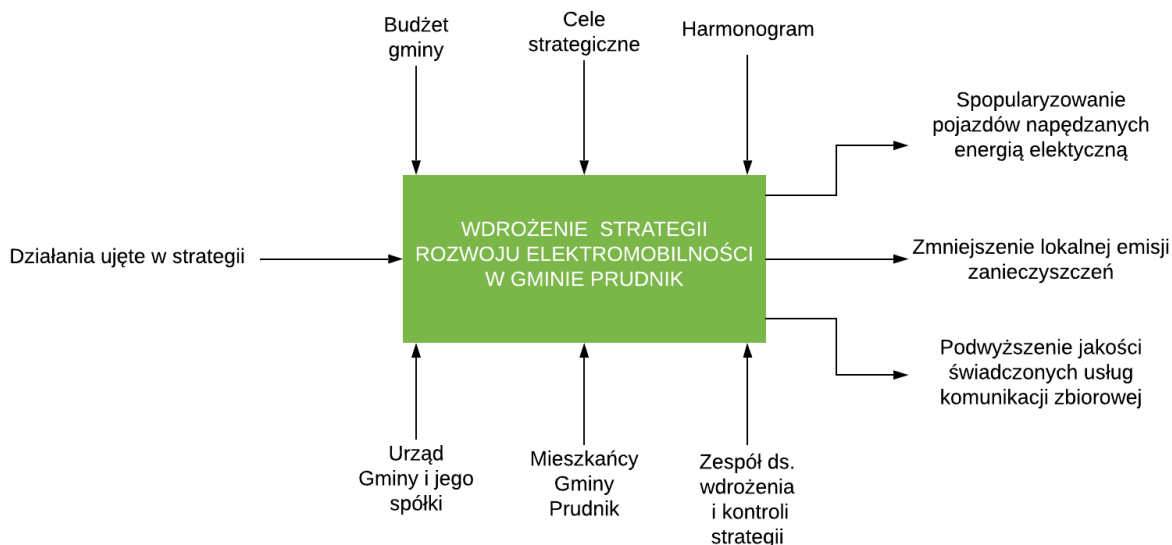 Budżet
gminy
Cele
strategiczne
Harmonogram
Spopularyzowanie
pojazdów napędzanych
energią elektyczną
Działania ujęte w strategii
WDROŻENIE STRATEGII
ROZWOJU ELEKTROMOBILNOŚCI
W GMINIE PRUDNIK
Zmniejszenie lokalnej emisji
zanieczyszczeń
Podwyższenie jakości
świadczonych usług
komunikacji zbiorowej
Urząd
Gminy i jego
spółki
Mieszkańcy
Gminy
Prudnik
Zespół ds.
wdrożenia
i kontroli
strategii